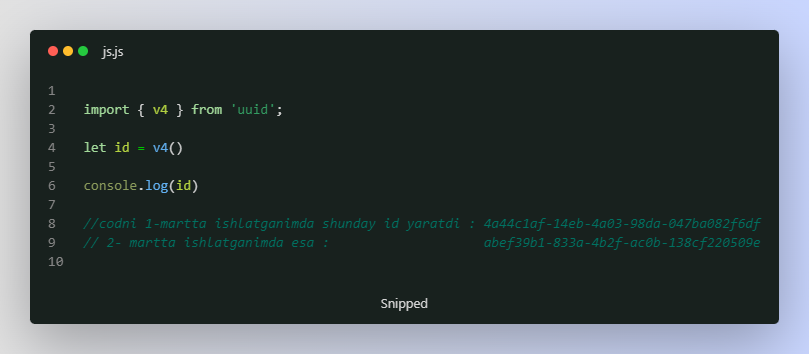 js.js
1
2 import { v4 } from 'uuid';
3
4 let id = v4()
5
6 console.log(id)
7
8 //codni 1-martta ishlatganimda shunday id yaratdi : 4a44c1af-14eb-4a03-98da-047ba082f6df
9 // 2- martta ishlatganimda esa : abef39b1-833a-4b2f-ac0b-138cf220509e
10
Snipped